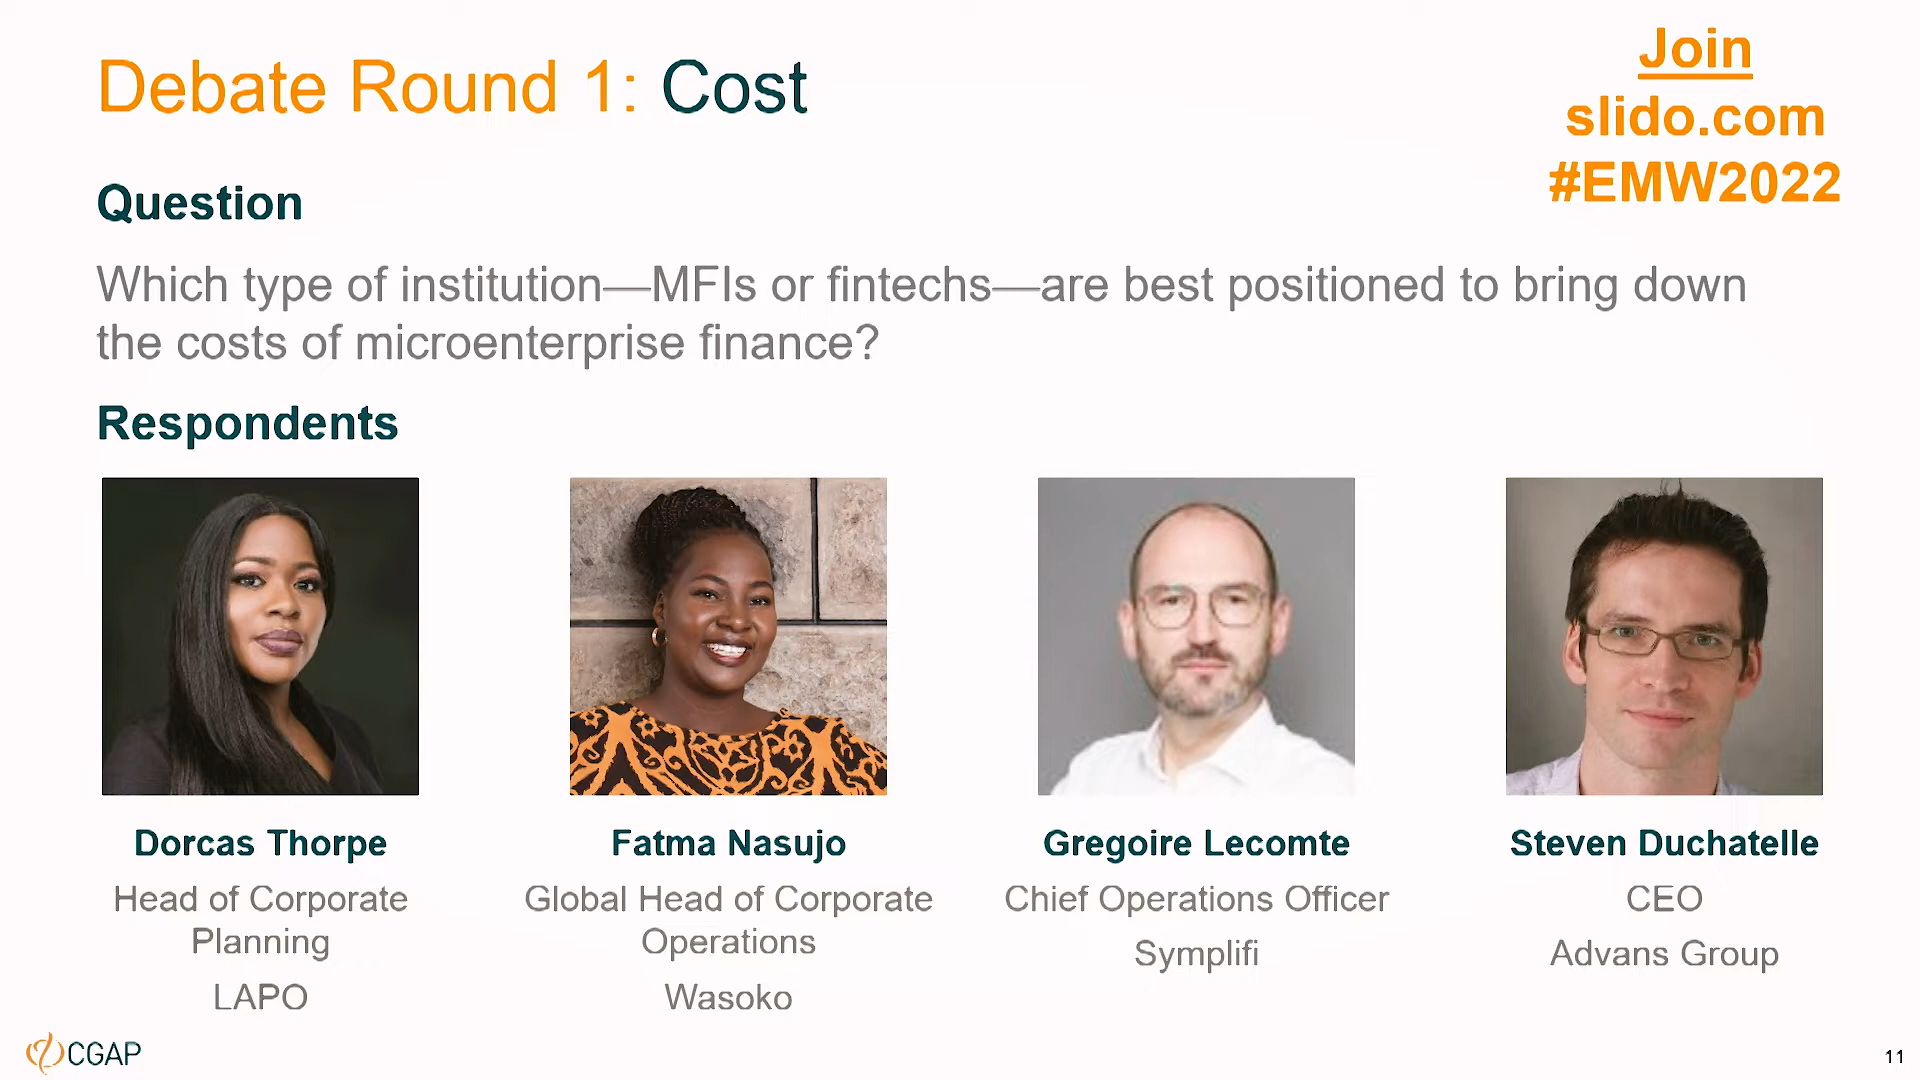 Debate Round 1: Cost
Join
slido.com
#EMW2022
Question
Which type of institution—MFIs or fintechs—are best positioned to bring down
the costs of microenterprise finance?
Respondents
Dorcas Thorpe
Head of Corporate
Planning
LAPO
Fatma Nasujo
Global Head of Corporate
Operations
Wasoko
Gregoire Lecomte
Chief Operations Officer
Symplifi
Steven Duchatelle
CEO
Advans Group
CGAP
11